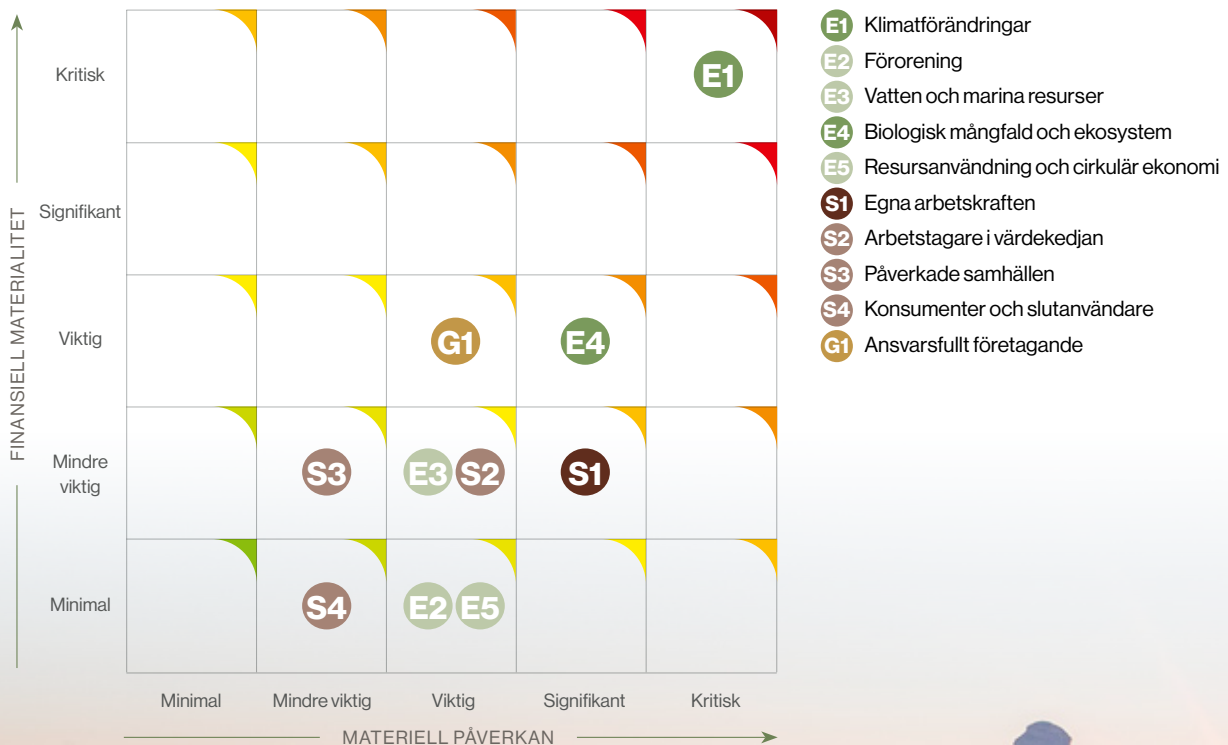 FINANSIELL MATERIALITET
Kritisk
E1
Signifikant
Viktig
G1 E4
Mindre
viktig
S3 E3 S2 S1
Minimal
S4 E2 E5
Minimal Mindre viktig Viktig Signifikant Kritisk
MATERIELL PÅVERKAN
E1 Klimatförändringar
E2 Förorening
E3 Vatten och marina resurser
E4 Biologisk mångfald och ekosystem
E5 Resursanvändning och cirkulär ekonomi
S1 Egna arbetskraften
S2 Arbetstagare i värdekedjan
S3 Påverkade samhällen
S4 Konsumenter och slutanvändare
G1 Ansvarsfullt företagande